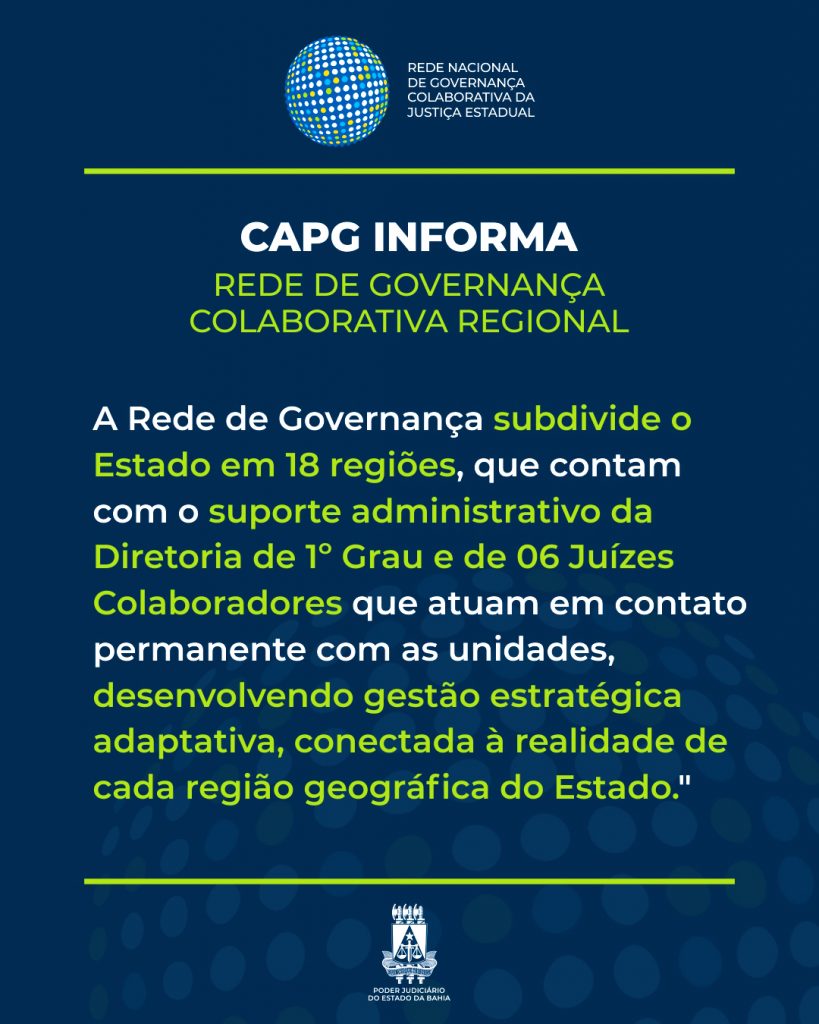 REDE NACIONAL
DE GOVERNANÇA
COLABORATIVA DA
JUSTIÇA ESTADUAL
CAPG INFORMA
REDE DE GOVERNANÇA
COLABORATIVA REGIONAL
A Rede de Governança subdivide o
Estado em 18 regiões, que contam
com o suporte administrativo da
Diretoria de 1º Grau e de 06 Juízes
Colaboradores que atuam em contato
permanente com as unidades,
desenvolvendo gestão estratégica
adaptativa, conectada à realidade de
cada região geográfica do Estado."
PODER JUDICIÁRIO
DO ESTADO DA BAHIA